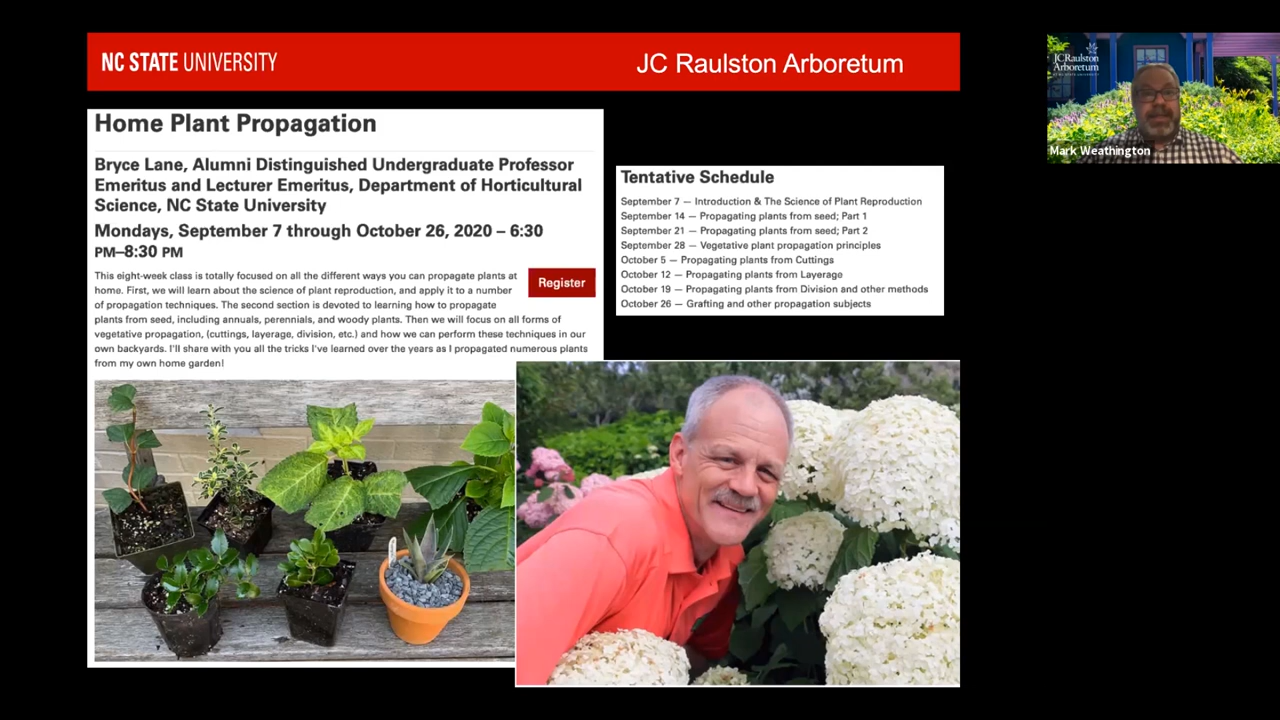 NC STATE UNIVERSITY
JC Raulston Arboretum
Home Plant Propagation
Bryce Lane, Alumni Distinguished Undergraduate Professor
Emeritus and Lecturer Emeritus, Department of Horticultural
Science, NC State University
Mondays, September 7 through October 26, 2020 – 6:30
PM–8:30 PM
This eight-week class is totally focused on all the different ways you can propagate plants at
home. First, we will learn about the science of plant reproduction, and apply it to a number
of propagation techniques. The second section is devoted to learning how to propagate
plants from seed, including annuals, perennials, and woody plants. Then we will focus on all forms of
vegetative propagation, (cuttings, layerage, division, etc.) and how we can perform these techniques in our
own backyards. I'll share with you all the tricks I've learned over the years as I propagated numerous plants
from my own home garden!
Register
Tentative Schedule
September 7 — Introduction & The Science of Plant Reproduction
September 14 — Propagating plants from seed; Part 1
September 21 — Propagating plants from seed; Part 2
September 28 — Vegetative plant propagation principles
October 5 — Propagating plants from Cuttings
October 12 — Propagating plants from Layerage
October 19 — Propagating plants from Division and other methods
October 26 — Grafting and other propagation subjects
JC Raulston
Arboretum
Mark Weathington